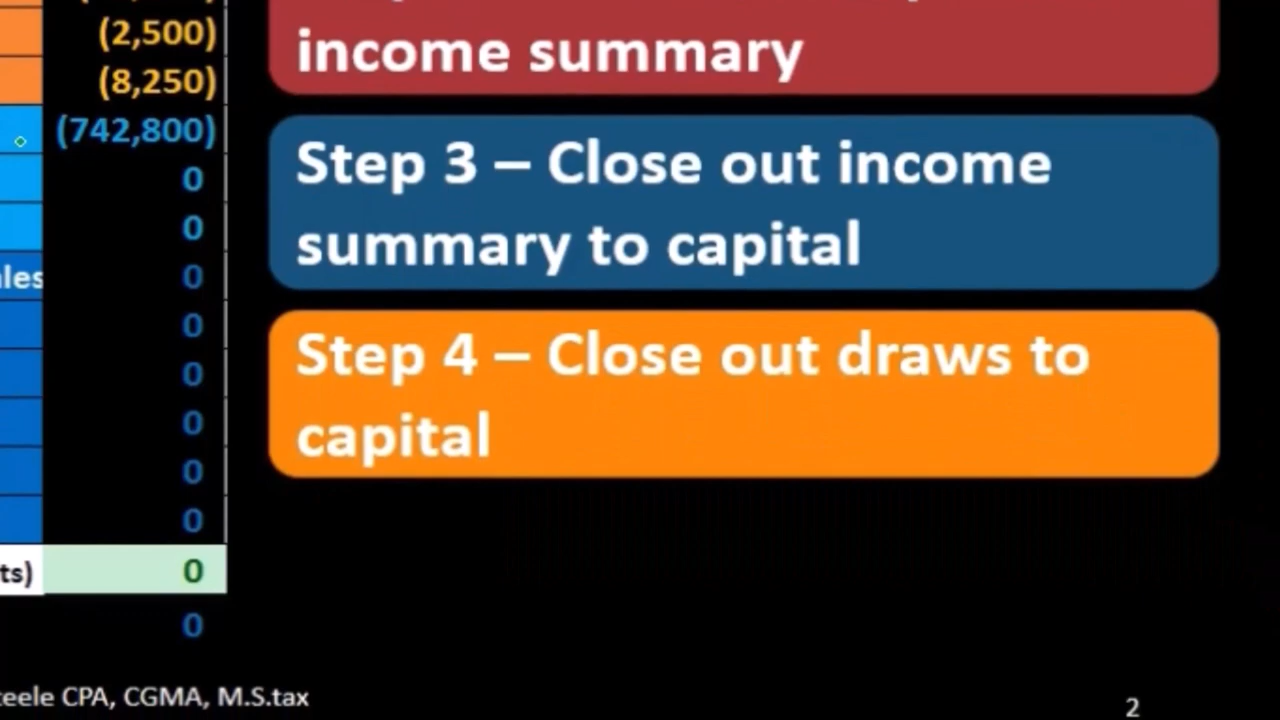 (2,500)
(8,250)
(742,800)
0
0
0
0
0
0
0
0
ts)
0
0
income summary
Step 3 – Close out income
summary to capital
Step 4 – Close out draws to
capital
teele CPA, CGMA, M.S.tax
2